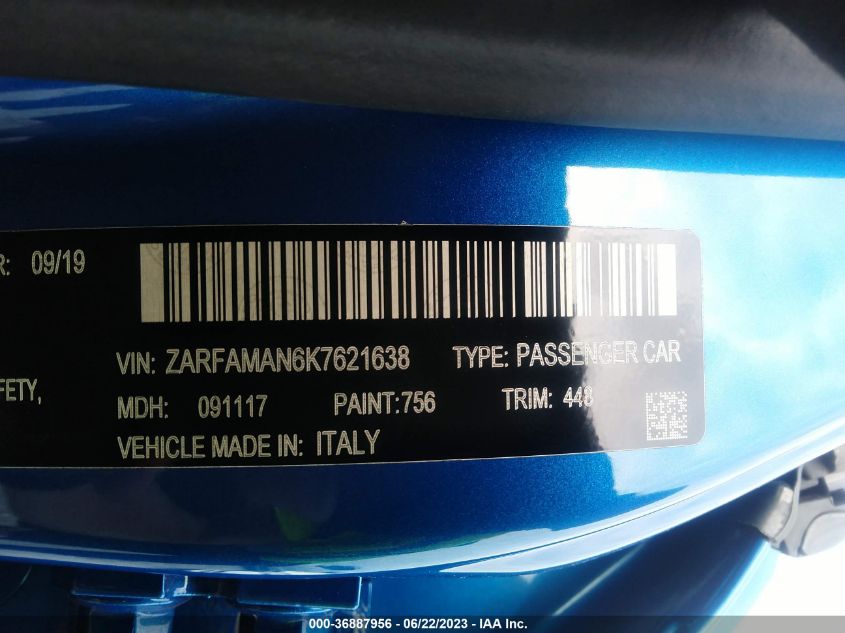 R: 09/19
VIN: ZARFAMAN6K7621638 TYPE: PASSENGER CAR
FETY,
MDH: 091117 PAINT:756 TRIM: 448
VEHICLE MADE IN: ITALY
000-36887956 - 06/22/2023 - IAA Inc.